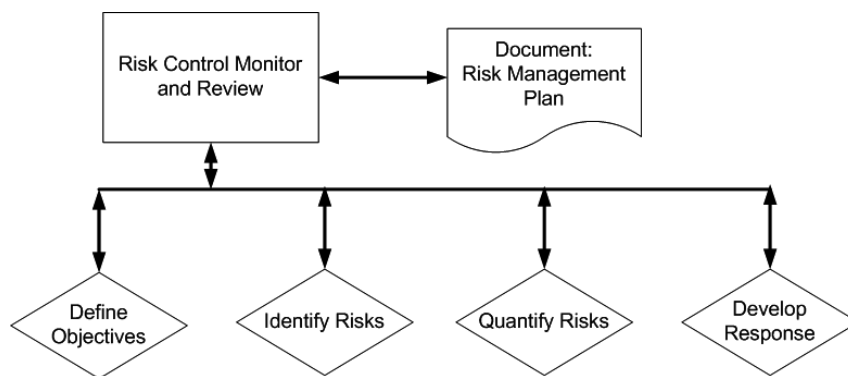 Risk Control Monitor
and Review
Document:
Risk Management
Plan
Define
Objectives
Identify Risks
Quantify Risks
Develop
Response